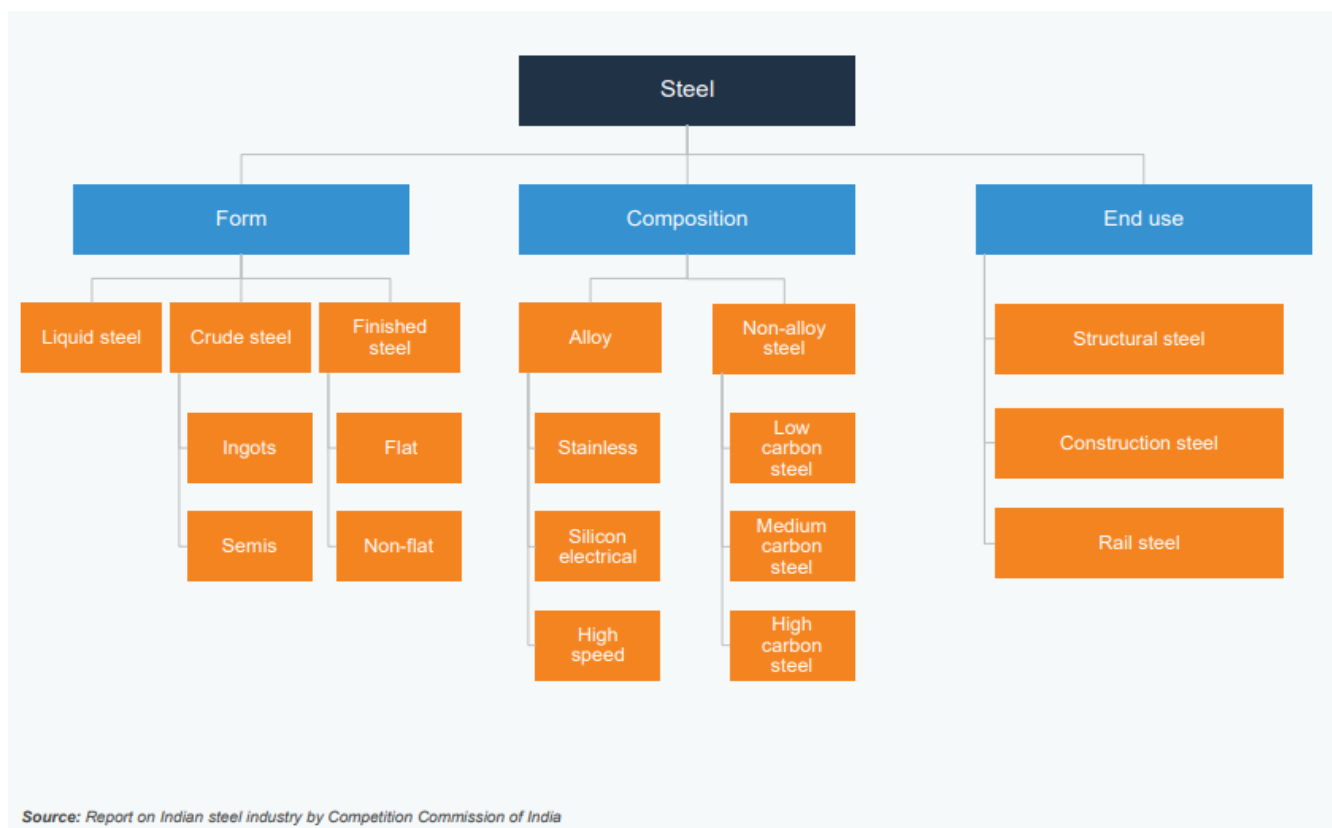 Steel
Form
Composition
End use
Liquid steel
Crude steel
Finished
steel
Alloy
Non-alloy
steel
Structural steel
Ingots
Flat
Stainless
Low
carbon
steel
Construction steel
Semis
Non-flat
Silicon
electrical
Medium
carbon
steel
Rail steel
High
speed
High
carbon
steel
Source: Report on Indian steel industry by Competition Commission of India